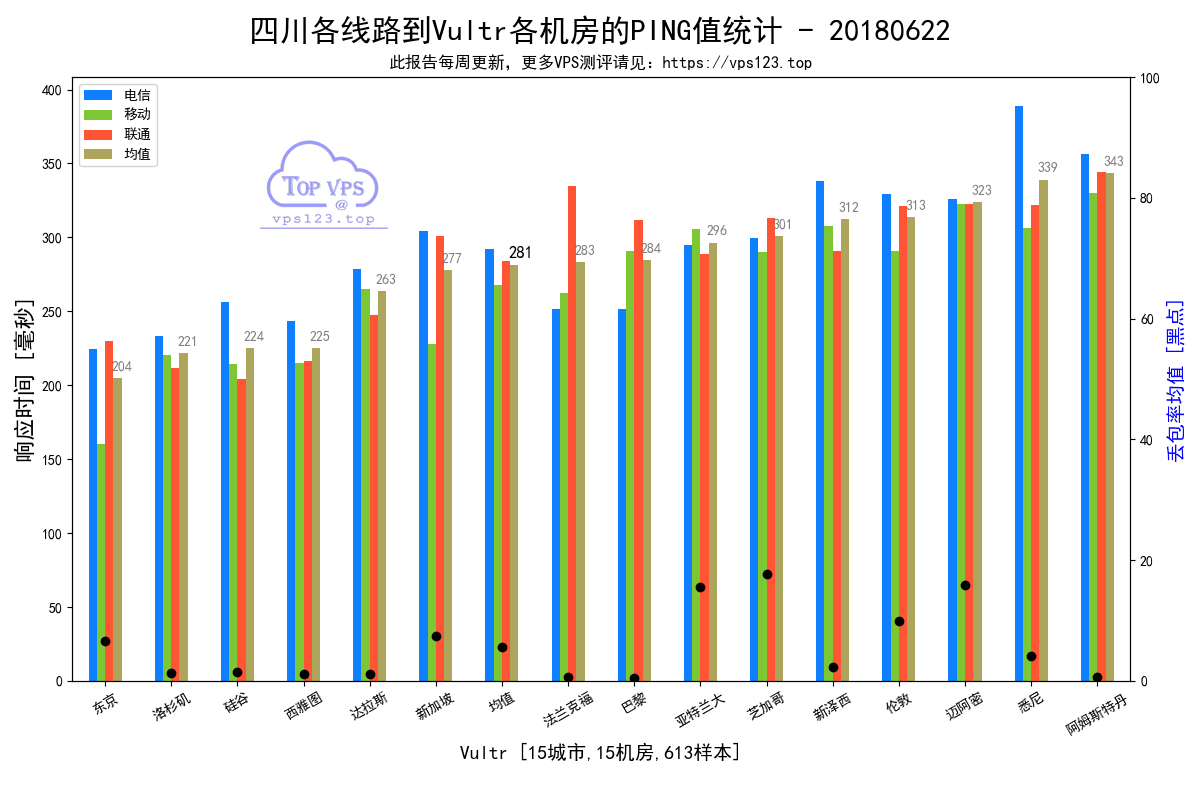 四川各线路到Vultr各机房的PING值统计 - 20180622
此报告每周更新，更多VPS测评请见：https://vps123.top
电信
移动
联通
均值
TOP VPS
@
vps123.top
响应时间 [毫秒]
400
350
300
250
200
150
100
50
0
204
221
224
225
263
277
281
283
284
296
301
312
313
323
339
343
100
80
60
40
20
0
丢包率均值 [黑点]
东京
洛杉矶
硅谷
西雅图
达拉斯
新加坡
均值
法兰克福
巴黎
亚特兰大
芝加哥
新泽西
伦敦
迈阿密
悉尼
阿姆斯特丹
Vultr [15城市,15机房,613样本]